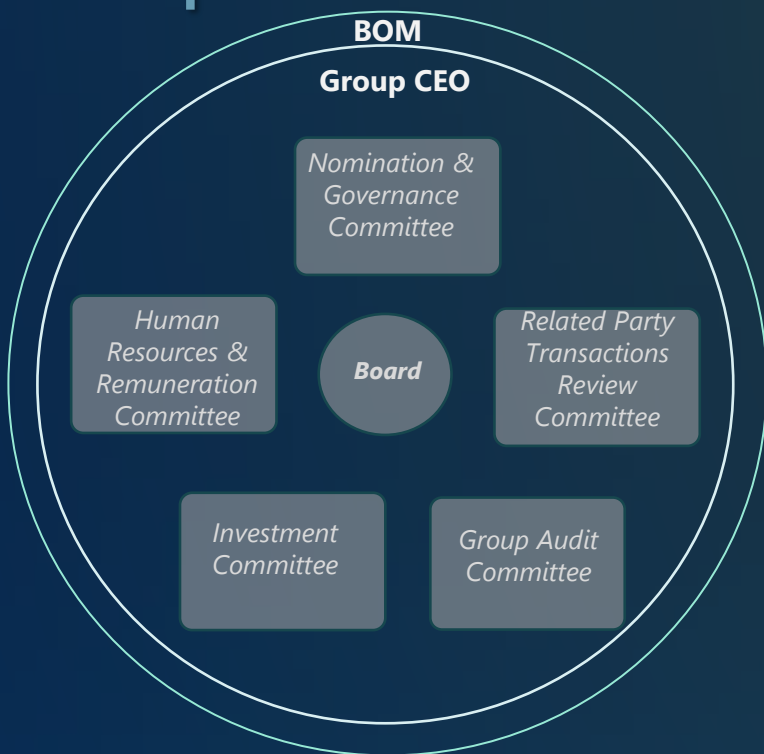 BOM
Group CEO
Nomination &
Governance
Committee
Human
Resources &
Remuneration
Committee
Board
Related Party
Transactions
Review
Committee
Investment
Committee
Group Audit
Committee